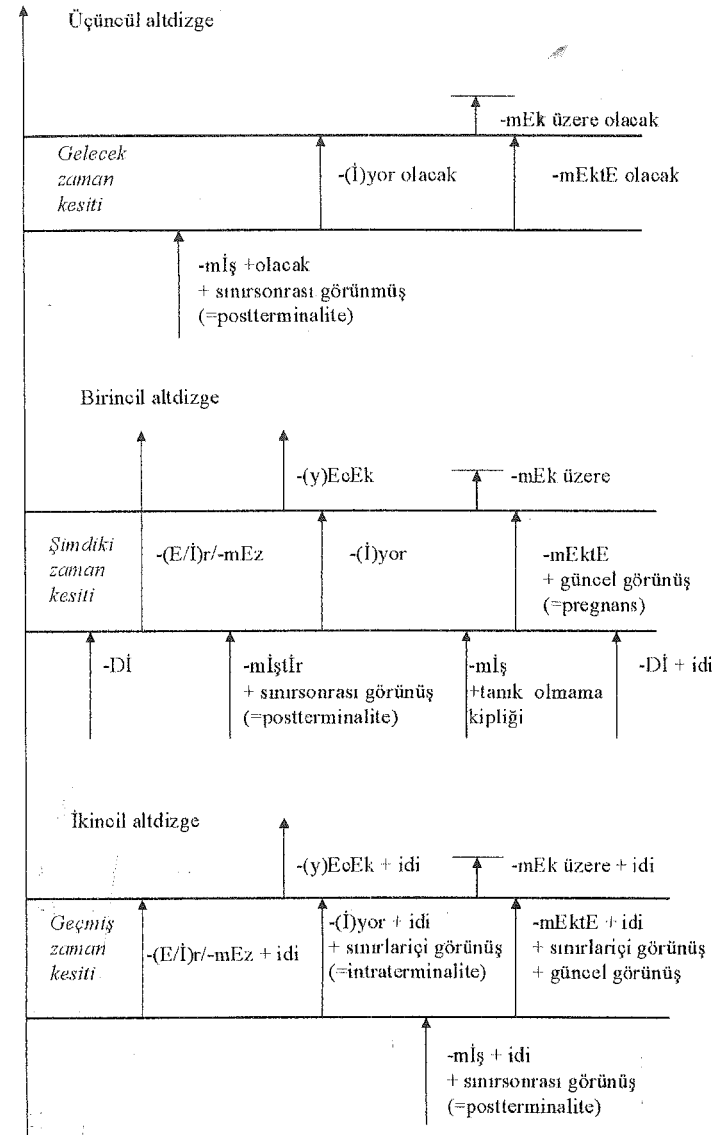 Üçüncül altdizge
-mEk üzere olacak
Gelecek
zaman
kesiti
-(İ)yor olacak
-mEktE olacak
-mİş +olacak
+ sınırsonrası görünmüş
(=postterminalite)
Birincil altdizge
-(y)EcEk
-mEk üzere
Şimdiki
zaman
kesiti
-(E/İ)r/-mEz
-(İ)yor
-mEktE
+ güncel görünüş
(=pregnans)
-Dİ
-mİştİr
+ sınırsonrası görünüş
(=postterminalite)
-mİş
+tanık olmama
kipliği
-Dİ + idi
İkincil altdizge
-(y)EcEk + idi
-mEk üzere + idi
Geçmiş
zaman
kesiti
-(E/İ)r/-mEz + idi
-(İ)yor + idi
+ sınırlariçi görünüş
(=intraterminalite)
-mEktE + idi
+ sınırlariçi görünüş
+ güncel görünüş
-mİş + idi
+ sınırsonrası görünüş
(=postterminalite)